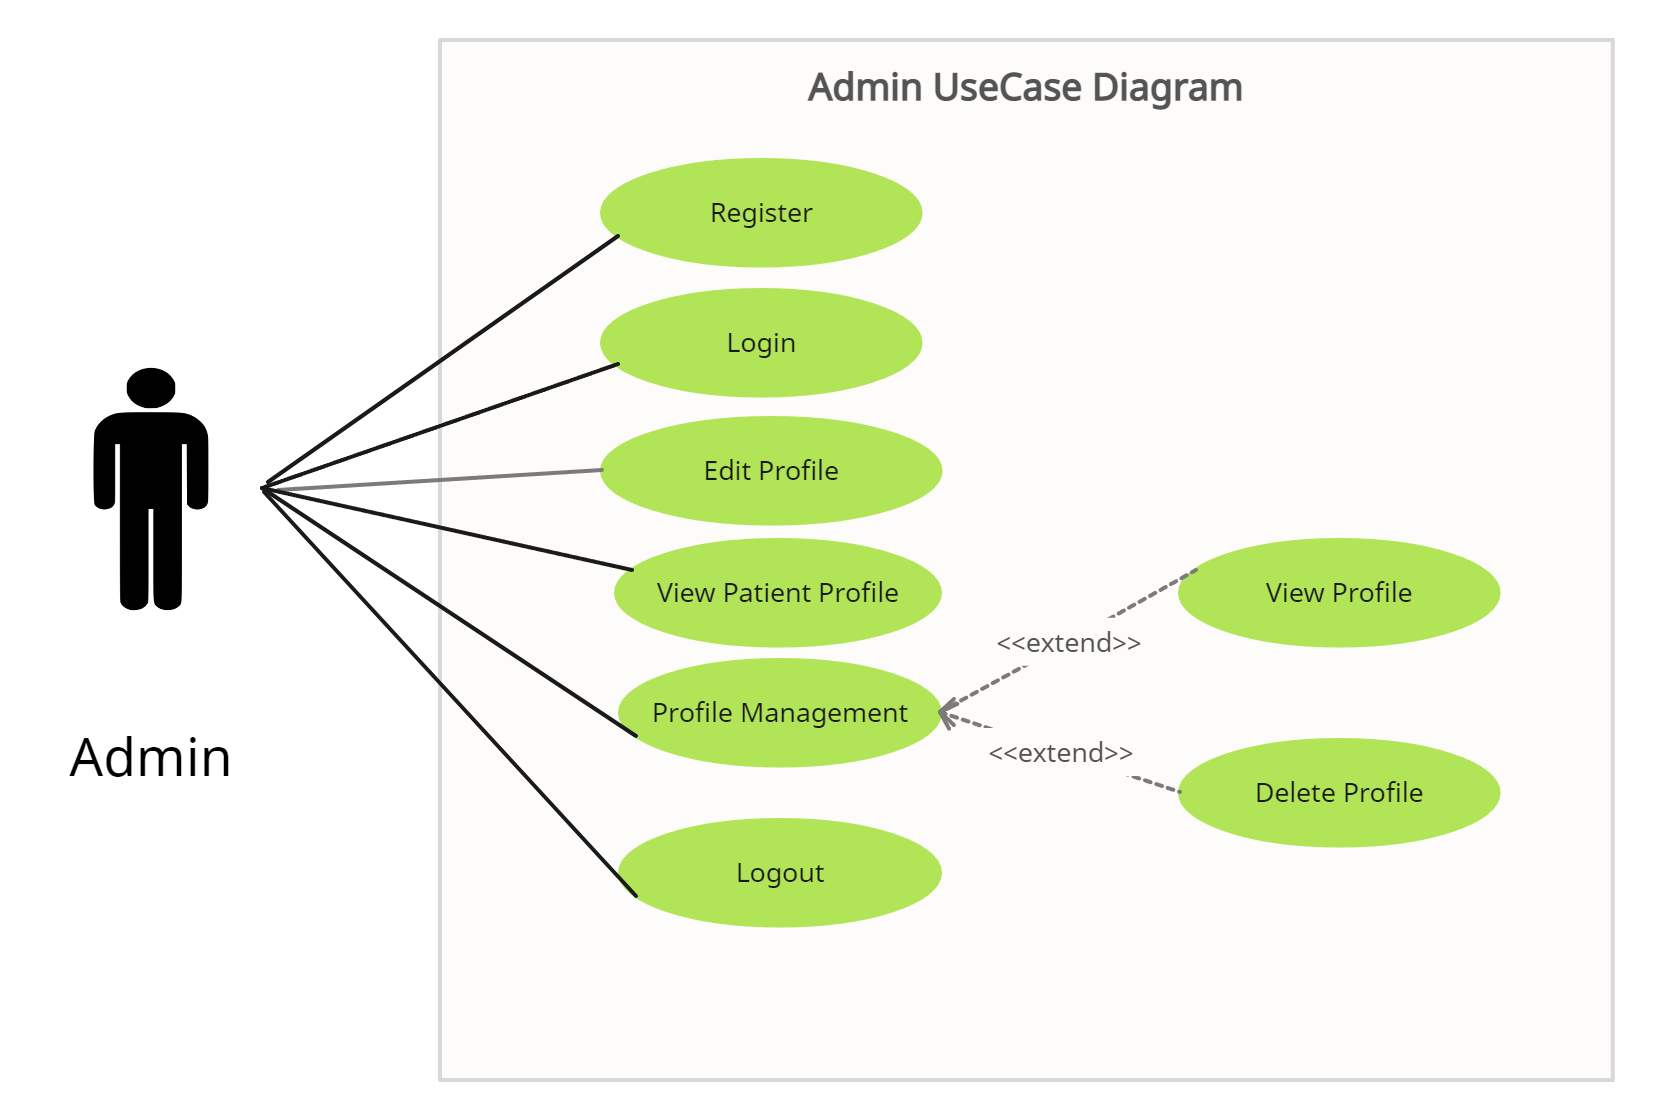 Admin UseCase Diagram
Register
Login
Edit Profile
View Patient Profile
View Profile
<<extend>>
Profile Management
<<extend>>
Admin
Delete Profile
Logout